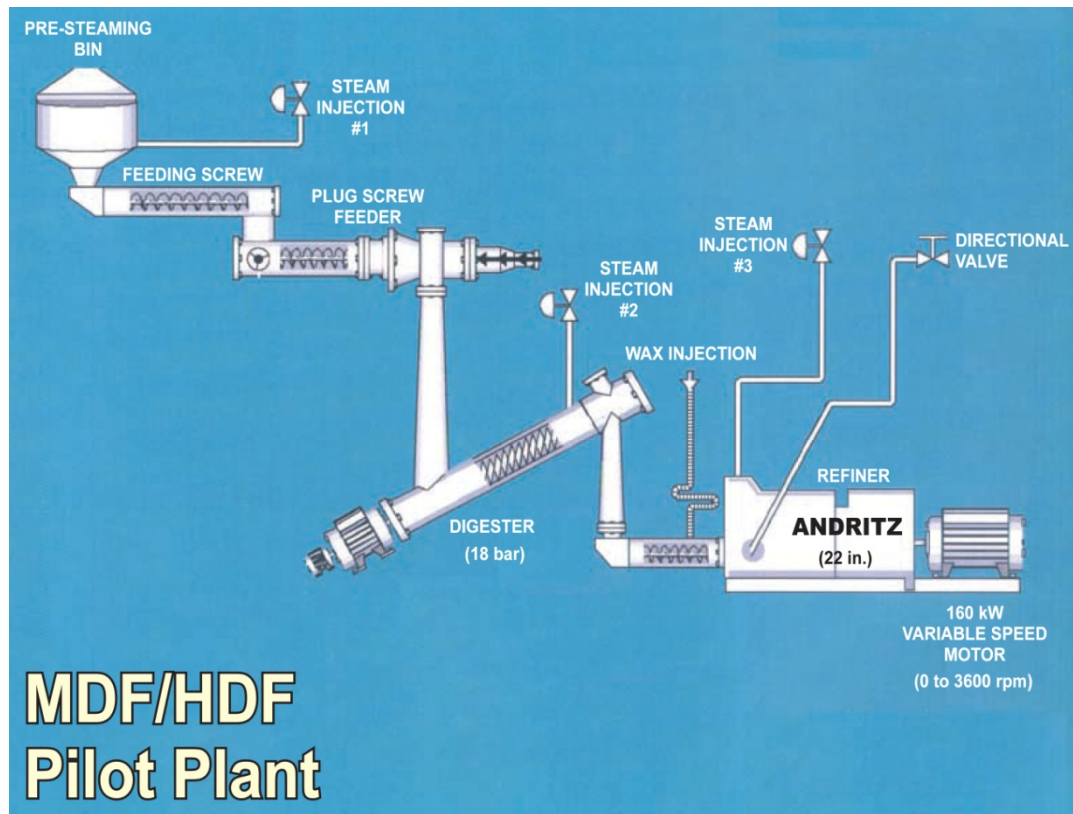 PRE-STEAMING
BIN
STEAM
INJECTION
#1
FEEDING SCREW
PLUG SCREW
FEEDER
STEAM
INJECTION
#2
STEAM
INJECTION
#3
DIRECTIONAL
VALVE
WAX INJECTION
DIGESTER
(18 bar)
REFINER
ANDRITZ
(22 in.)
160 kW
VARIABLE SPEED
MOTOR
(0 to 3600 rpm)
MDF/HDF
Pilot Plant